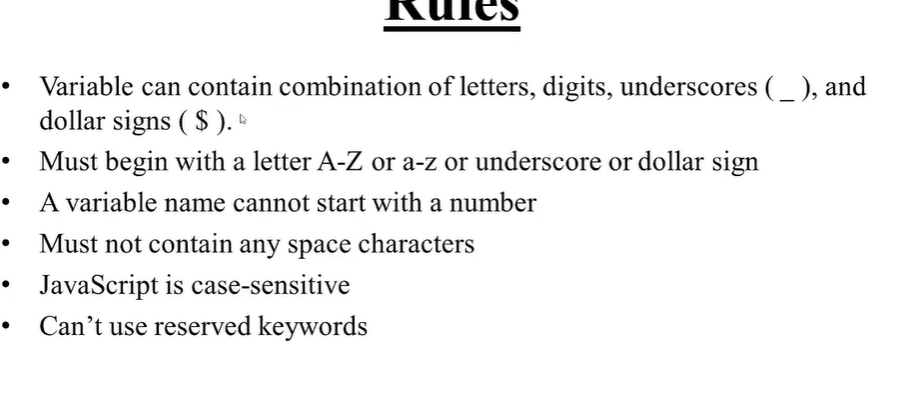 Rules
• Variable can contain combination of letters, digits, underscores ( _ ), and
dollar signs ( $ ).
• Must begin with a letter A-Z or a-z or underscore or dollar sign
• A variable name cannot start with a number
• Must not contain any space characters
• JavaScript is case-sensitive
• Can’t use reserved keywords